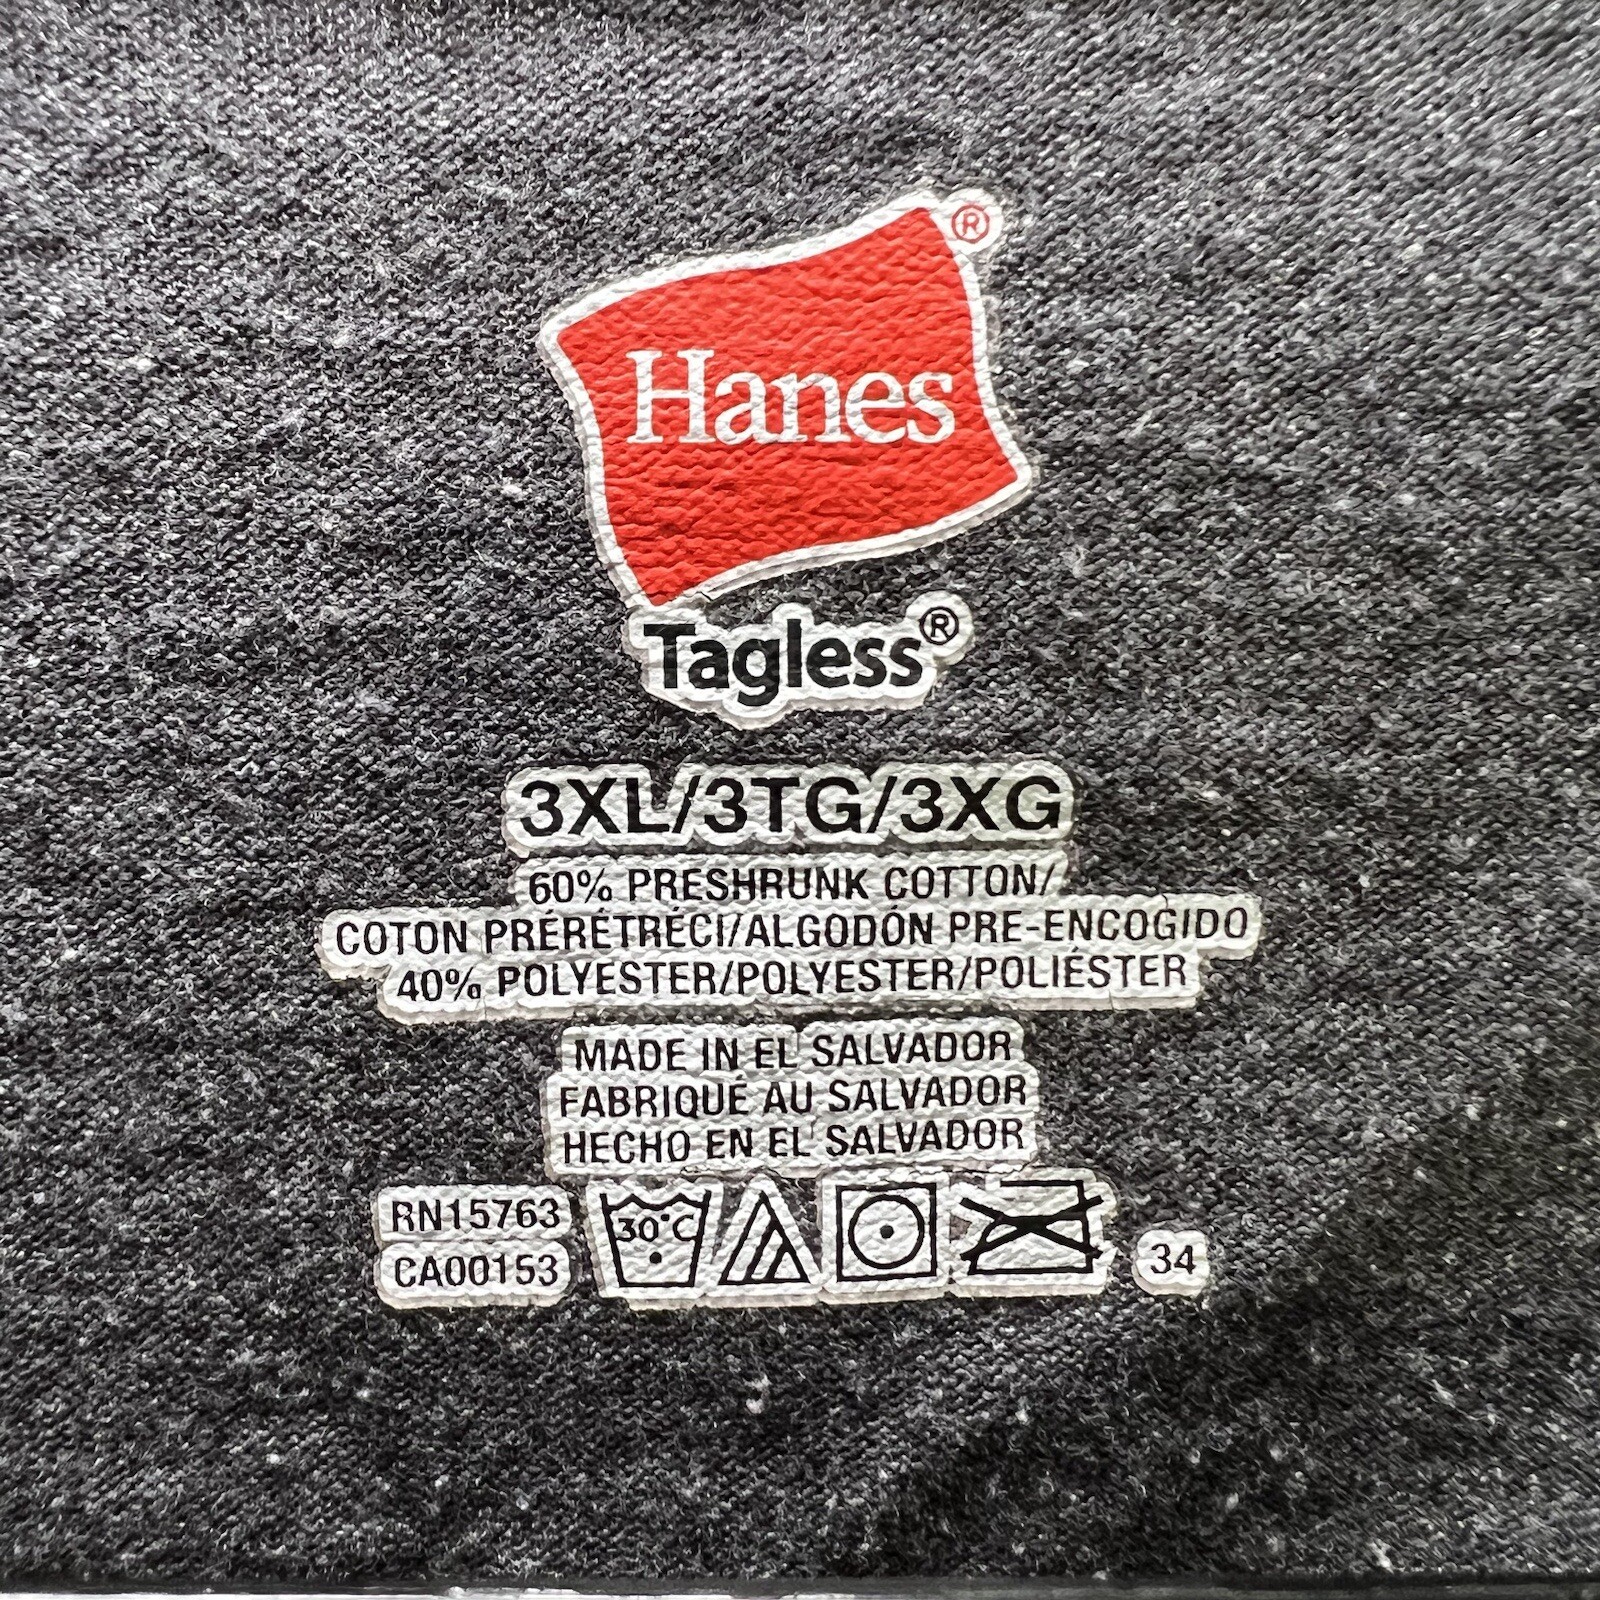 Hanes®
Tagless®
3XL/3TG/3XG
60% PRESHRUNK COTTON/
COTON PRÉRÉTRÉCI/ALGODÓN PRE-ENCOGIDO
40% POLYESTER/POLYESTER/POLIÉSTER
MADE IN EL SALVADOR
FABRIQUÉ AU SALVADOR
HECHO EN EL SALVADOR
RN15763
CA00153
30°C
34